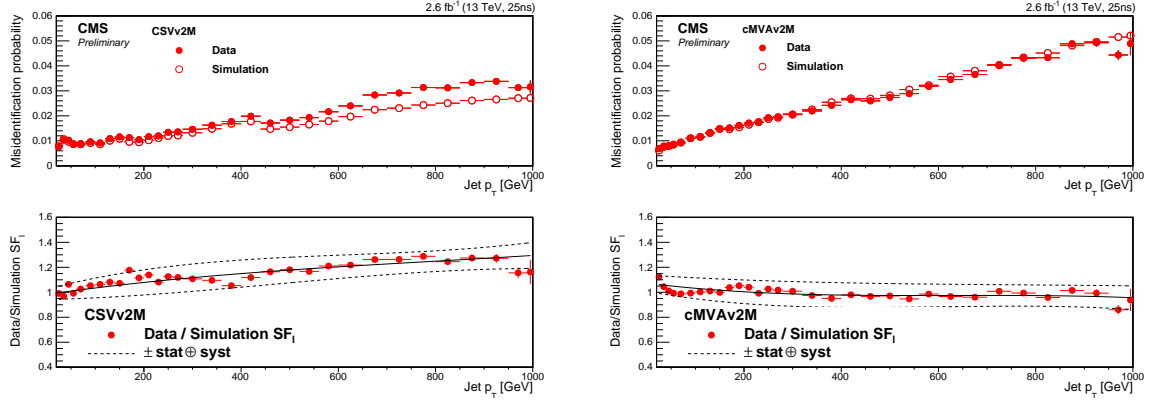 2.6 fb⁻¹ (13 TeV, 25ns)
CMS
Preliminary
CSVv2M
Data
Simulation
Misidentification probability
0.06
0.05
0.04
0.03
0.02
0.01
0
200 400 600 800 1000
Jet p_T [GeV]
Data/Simulation SF_l
1.6
1.4
1.2
1
0.8
0.6
0.4
CSVv2M
Data / Simulation SF_l
± stat ⊕ syst
200 400 600 800 1000
Jet p_T [GeV]
2.6 fb⁻¹ (13 TeV, 25ns)
CMS
Preliminary
cMVAv2M
Data
Simulation
Misidentification probability
0.06
0.05
0.04
0.03
0.02
0.01
0
200 400 600 800 1000
Jet p_T [GeV]
Data/Simulation SF_l
1.6
1.4
1.2
1
0.8
0.6
0.4
cMVAv2M
Data / Simulation SF_l
± stat ⊕ syst
200 400 600 800 1000
Jet p_T [GeV]